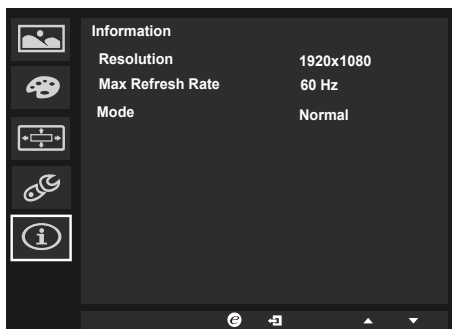 Information
Resolution 1920x1080
Max Refresh Rate 60 Hz
Mode Normal